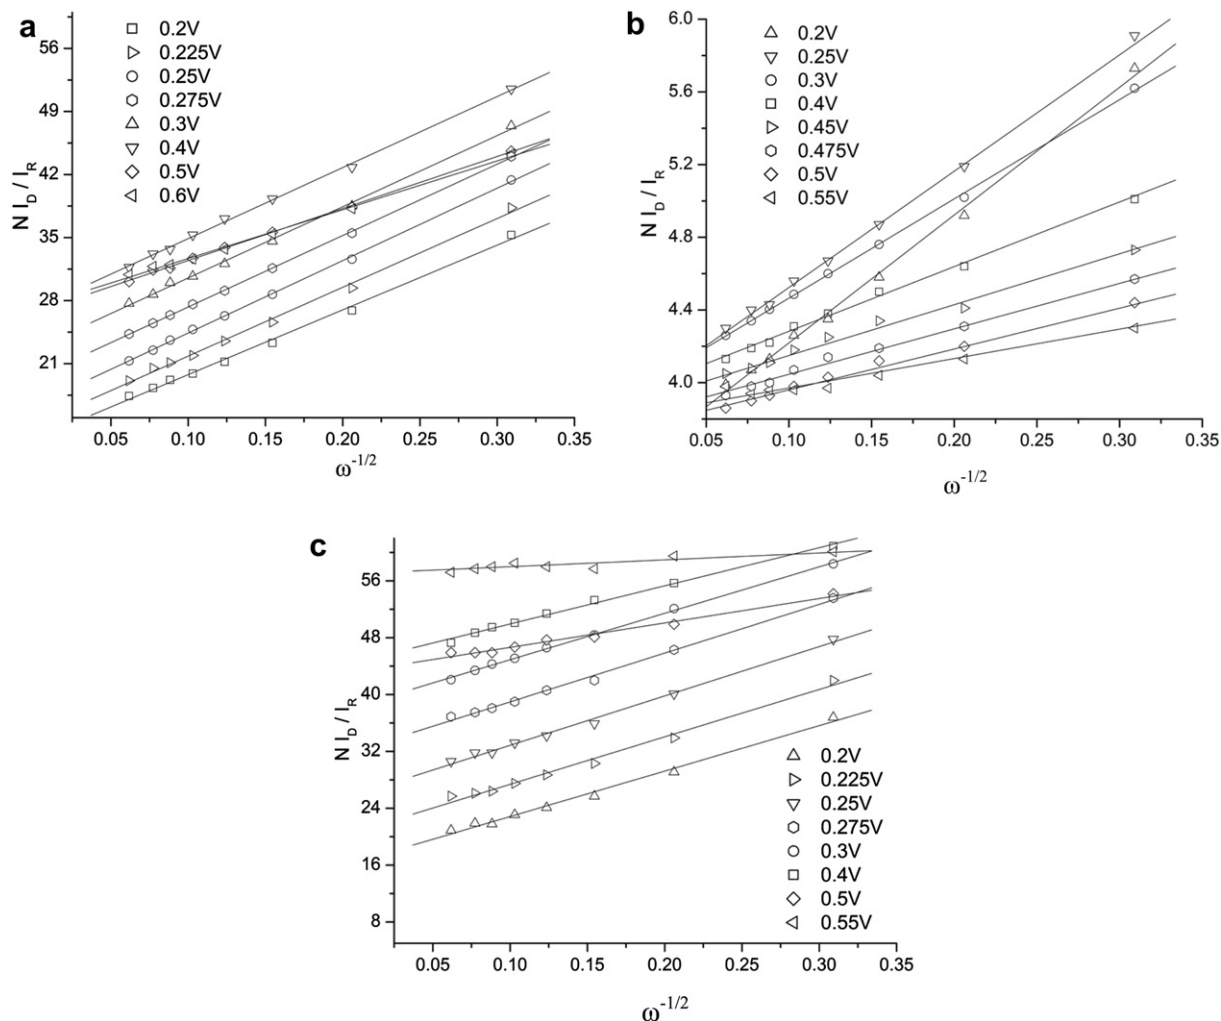 a
0.2V
0.225V
0.25V
0.275V
0.3V
0.4V
0.5V
0.6V
56
49
42
35
28
21
N I_D / I_R
0.05 0.10 0.15 0.20 0.25 0.30 0.35
ω^-1/2
b
0.2V
0.25V
0.3V
0.4V
0.45V
0.475V
0.5V
0.55V
6.0
5.6
5.2
4.8
4.4
4.0
N I_D / I_R
0.05 0.10 0.15 0.20 0.25 0.30 0.35
ω^-1/2
c
56
48
40
32
24
16
8
N I_D / I_R
0.2V
0.225V
0.25V
0.275V
0.3V
0.4V
0.5V
0.55V
0.05 0.10 0.15 0.20 0.25 0.30 0.35
ω^-1/2